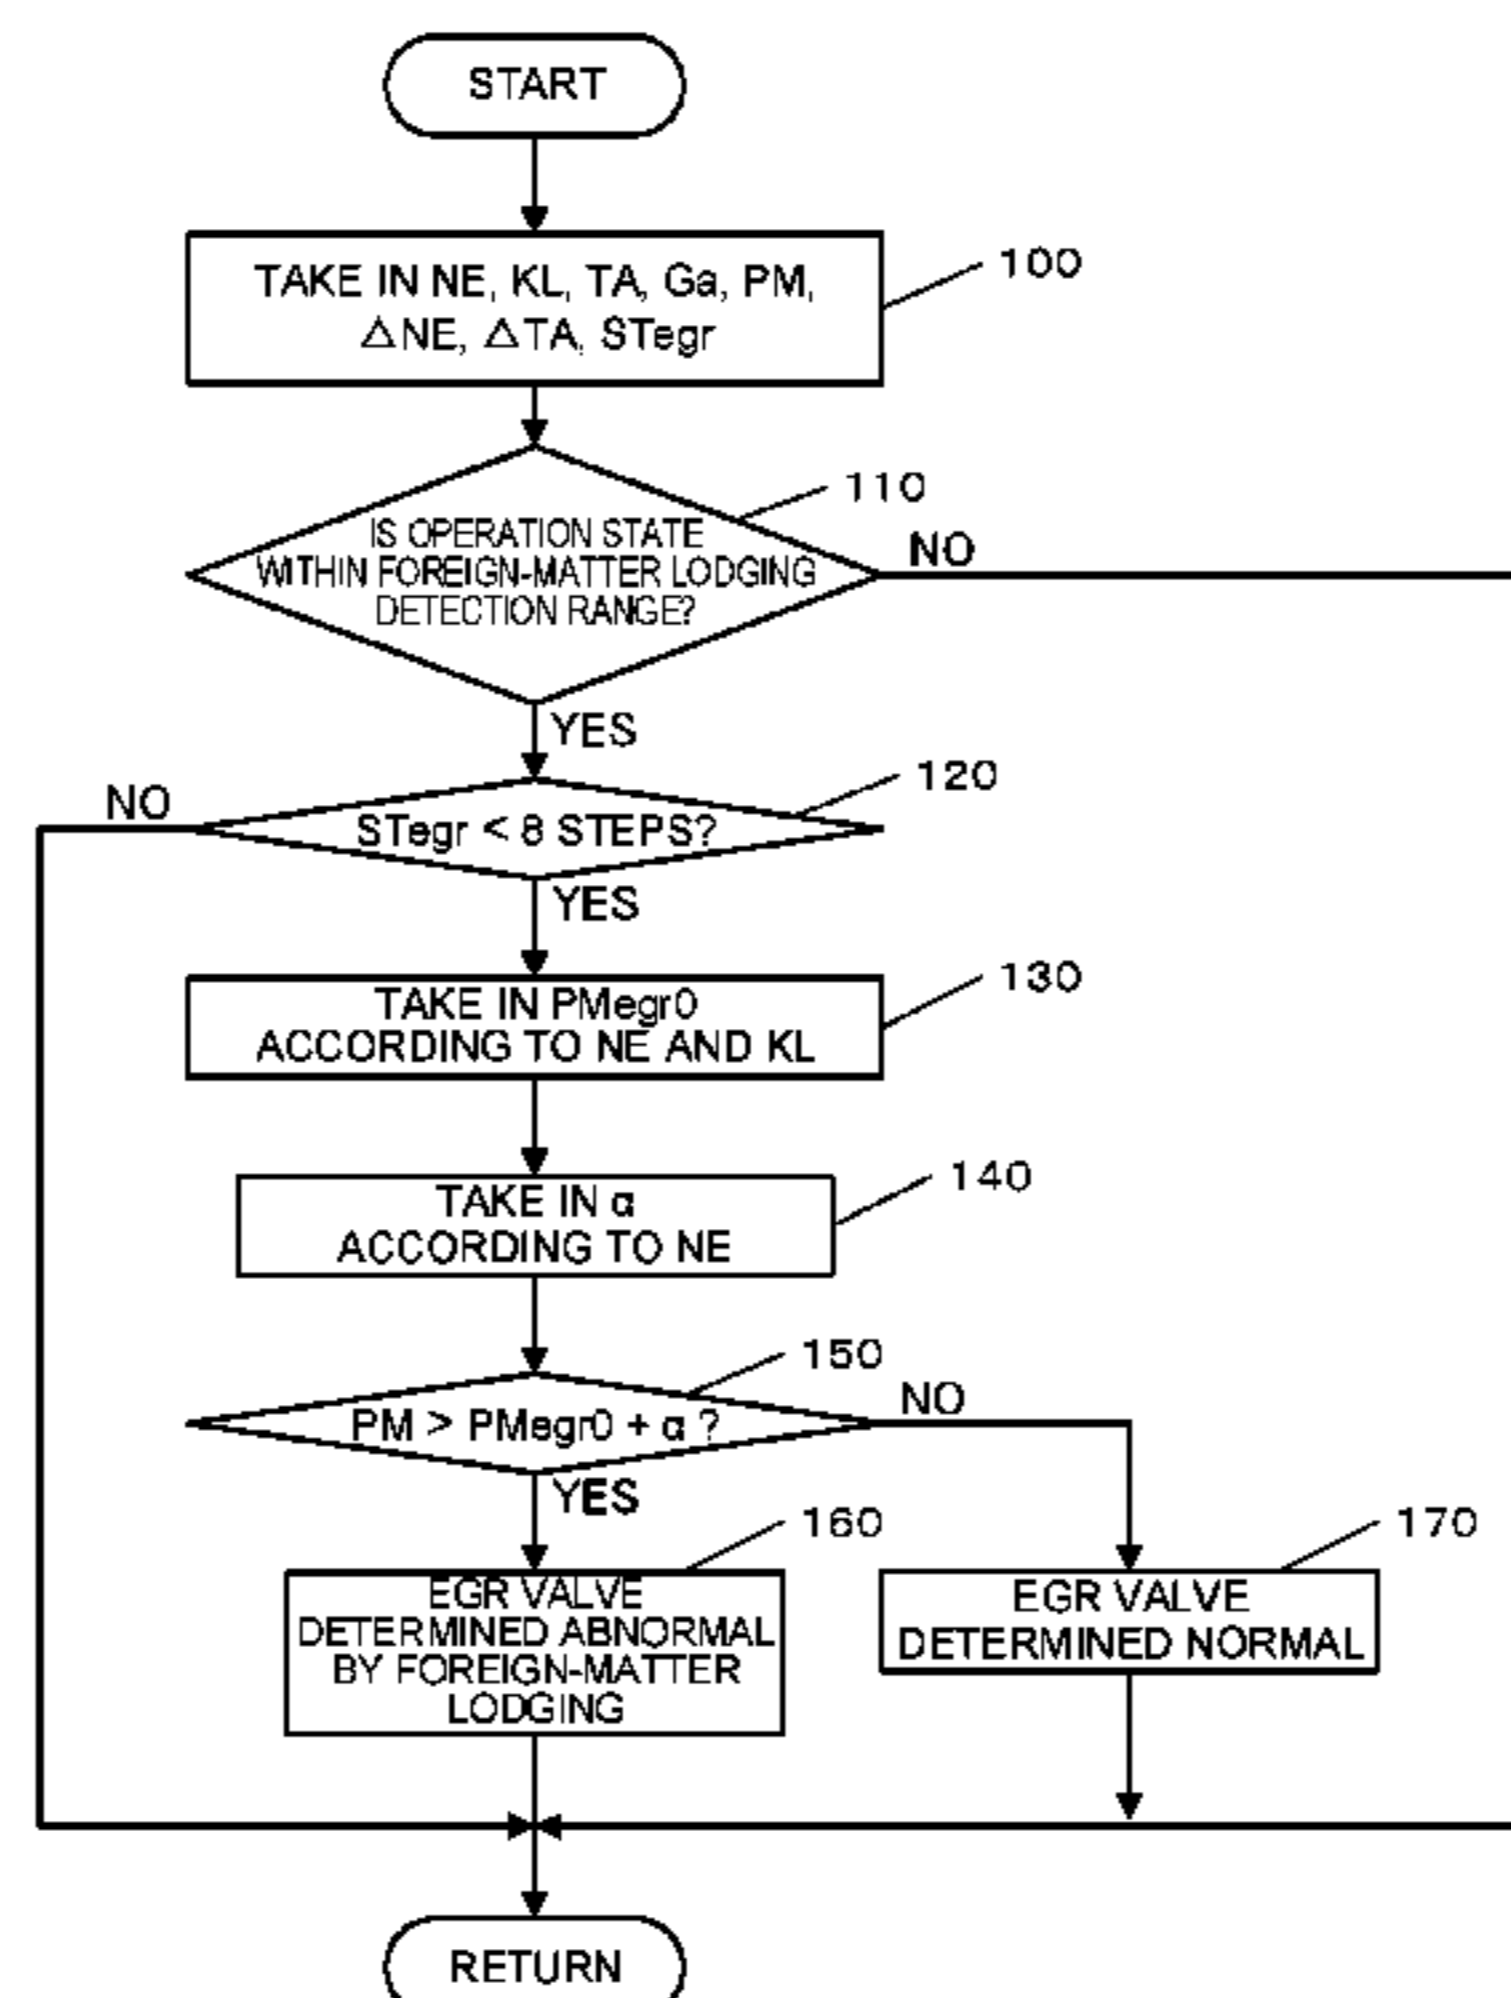 START
TAKE IN NE, KL, TA, Ga, PM,
△NE, △TA, STegr
100
IS OPERATION STATE
WITHIN FOREIGN-MATTER LODGING
DETECTION RANGE?
110
NO
YES
STegr < 8 STEPS?
120
NO
YES
TAKE IN PMegr0
ACCORDING TO NE AND KL
130
TAKE IN α
ACCORDING TO NE
140
PM > PMegr0 + α ?
150
NO
YES
EGR VALVE
DETERMINED ABNORMAL
BY FOREIGN-MATTER
LODGING
160
EGR VALVE
DETERMINED NORMAL
170
RETURN